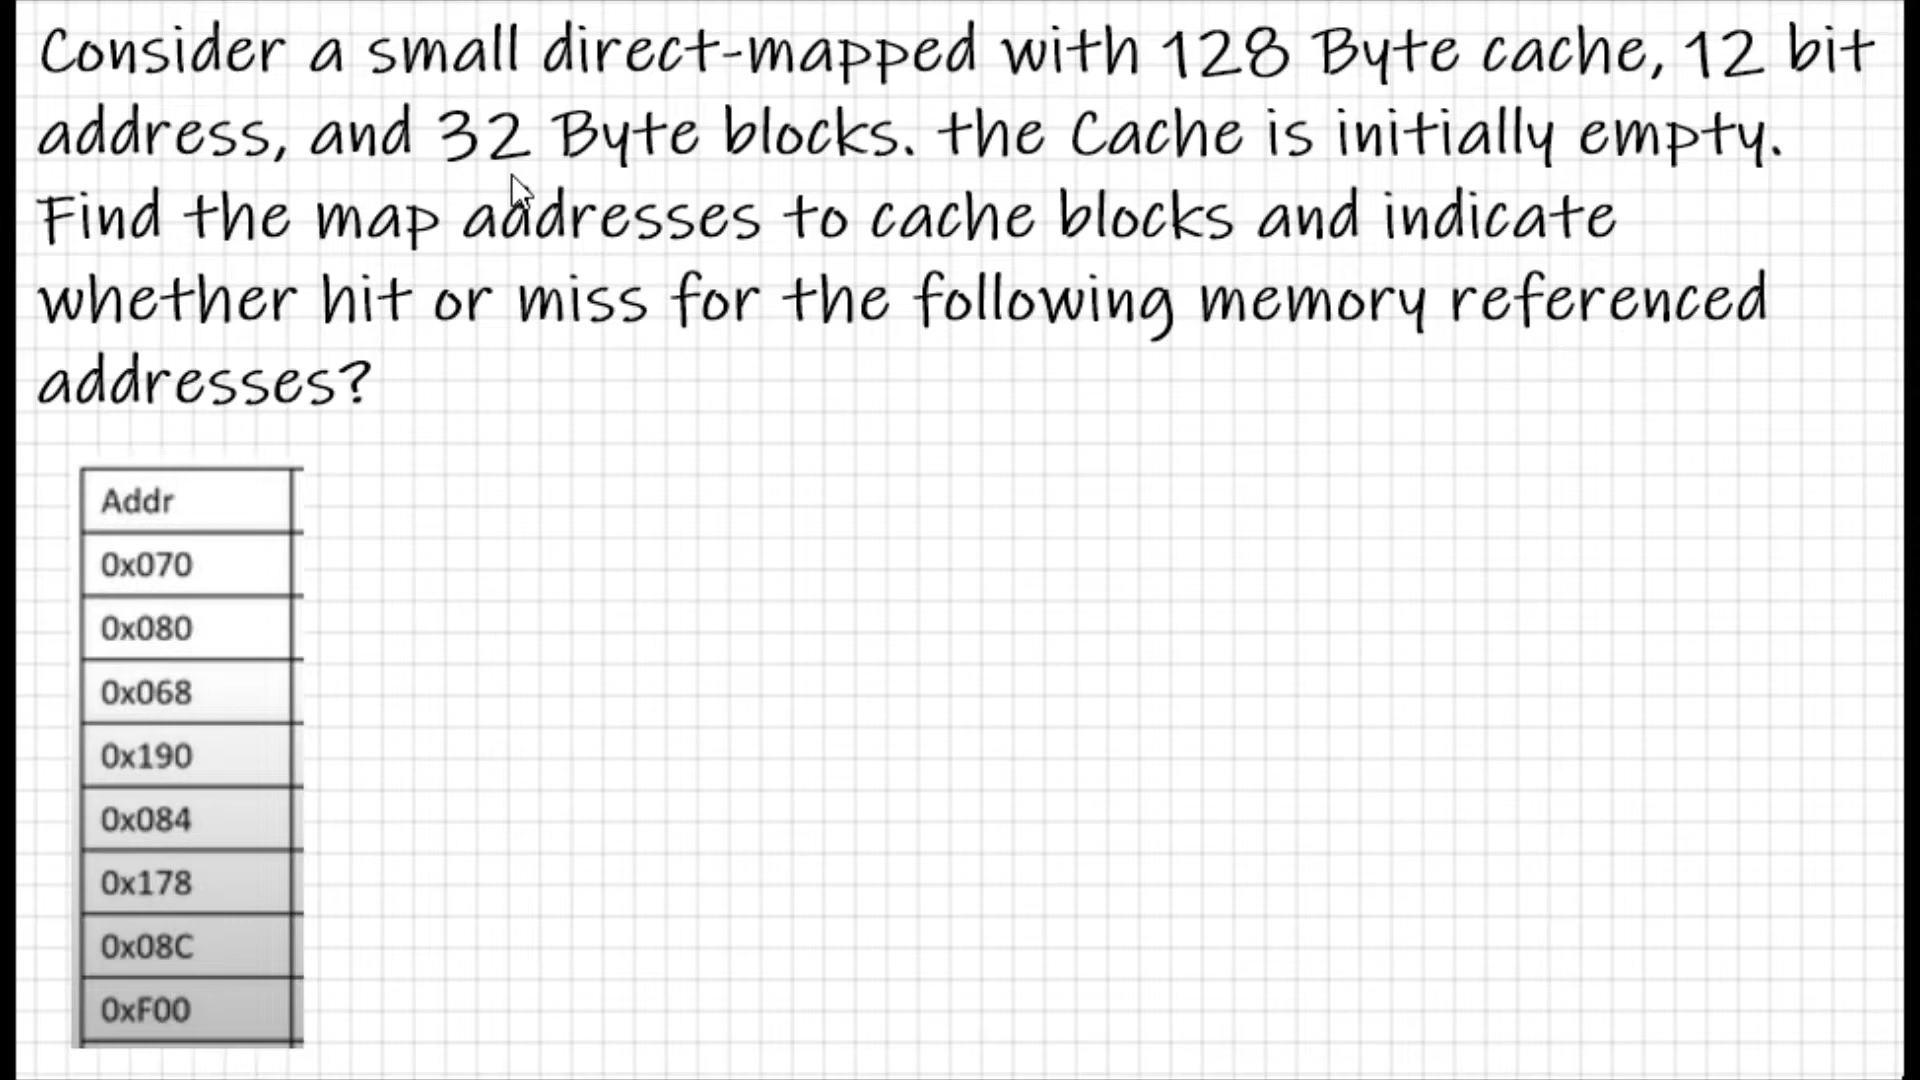 Consider a small direct-mapped with 128 Byte cache, 12 bit
address, and 32 Byte blocks. the Cache is initially empty.
Find the map addresses to cache blocks and indicate
whether hit or miss for the following memory referenced
addresses?
Addr
0x070
0x080
0x068
0x190
0x084
0x178
0x08C
0xF00